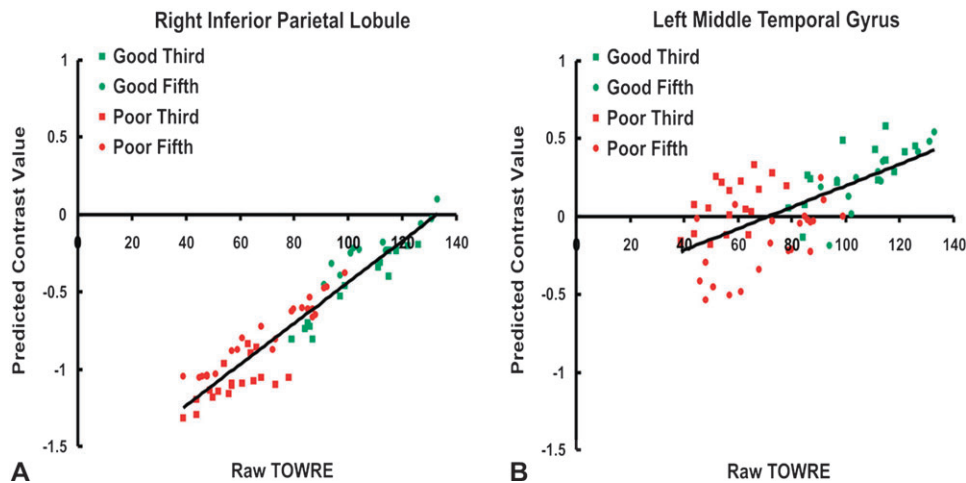 Right Inferior Parietal Lobule
1
Good Third
Good Fifth
0.5
Poor Third
Poor Fifth
0
0 20 40 60 80 100 120 140
-0.5
-1
-1.5
Predicted Contrast Value
A
Raw TOWRE
Left Middle Temporal Gyrus
1
Good Third
Good Fifth
0.5
Poor Third
Poor Fifth
0
0 20 40 60 80 100 120 140
-0.5
-1
-1.5
Predicted Contrast Value
B
Raw TOWRE